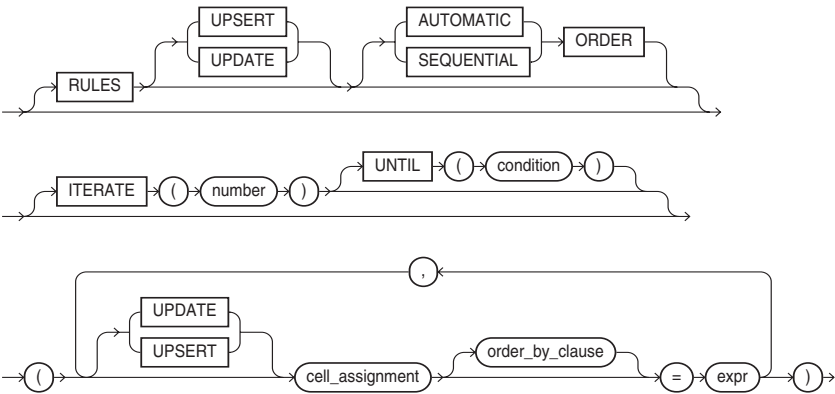 UPSERT AUTOMATIC
UPDATE SEQUENTIAL ORDER
RULES
UNTIL ( condition )
ITERATE ( number )
,
UPDATE
UPSERT order_by_clause
( cell_assignment = expr )